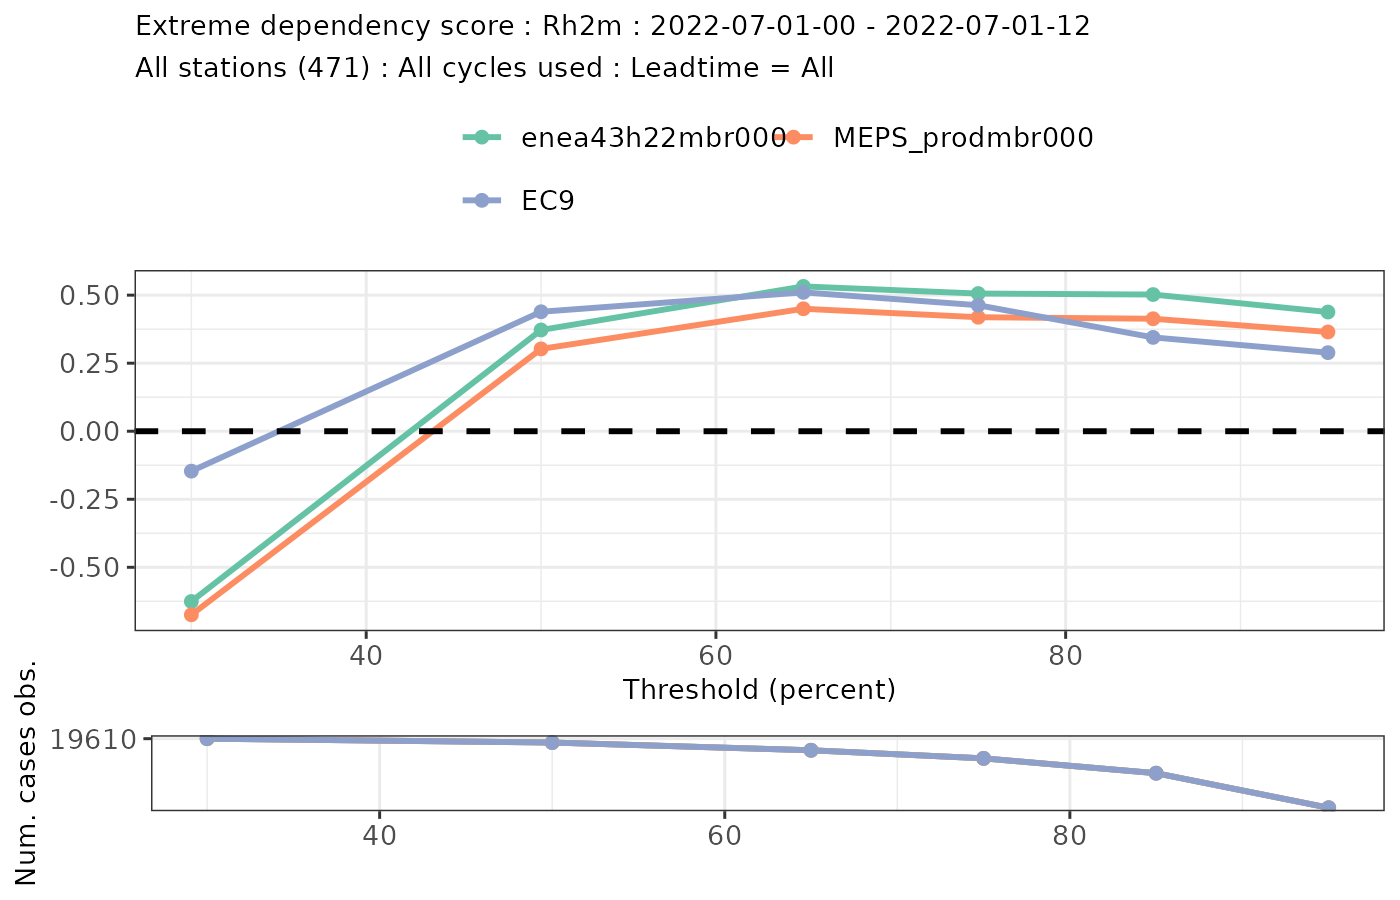 Extreme dependency score : Rh2m : 2022-07-01-00 - 2022-07-01-12
All stations (471) : All cycles used : Leadtime = All
enea43h22mbr000 MEPS_prodmbr000
EC9
0.50
0.25
0.00
-0.25
-0.50
40 60 80
Threshold (percent)
Num. cases obs.
19610
40 60 80